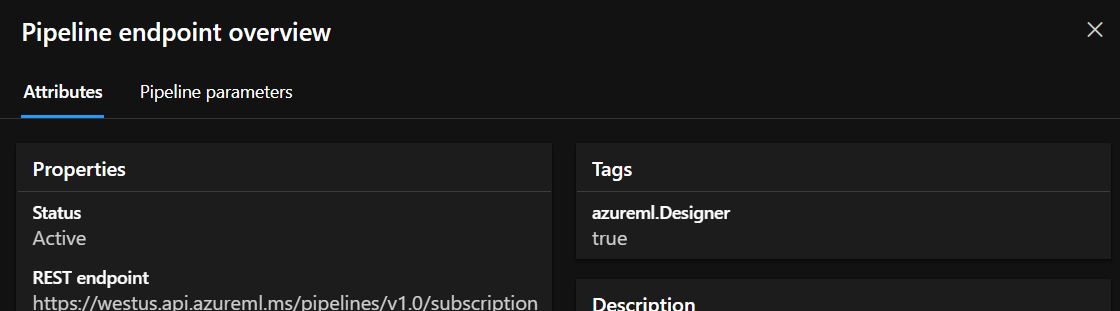 Pipeline endpoint overview
Attributes
Pipeline parameters
Properties
Status
Active
REST endpoint
https://westus.api.azureml.ms/pipelines/v1.0/subscription
Tags
azureml.Designer
true
Description